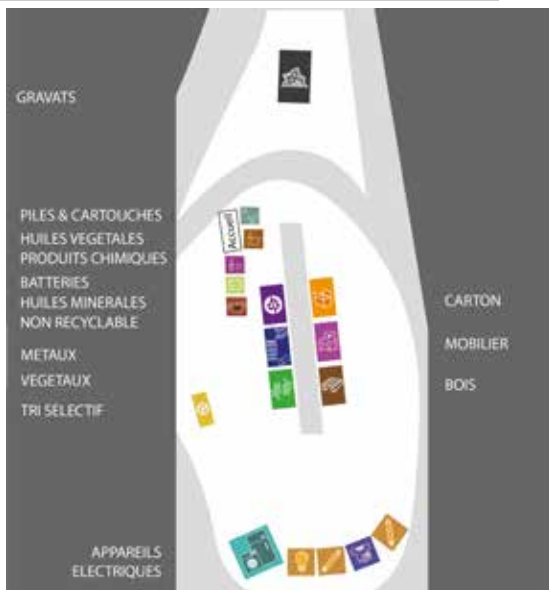 GRAVATS
PILES & CARTOUCHES
HUILES VEGETALES
PRODUITS CHIMIQUES
BATTERIES
HUILES MINERALES
NON RECYCLABLE
METAUX
VEGETAUX
TRI SELECTIF
APPAREILS
ELECTRIQUES
Accueil
CARTON
MOBILIER
BOIS